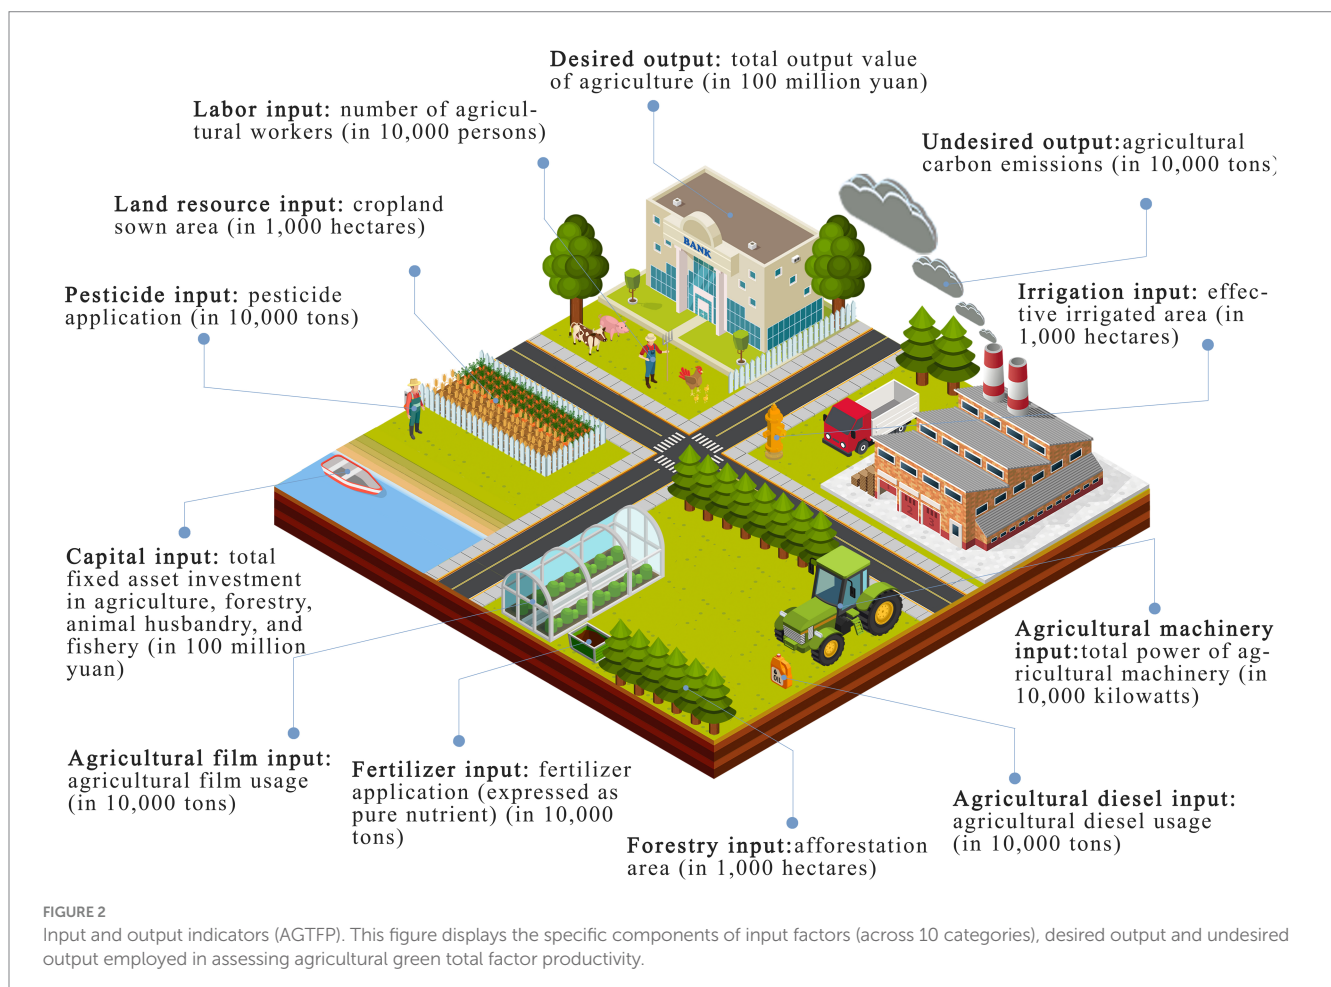 Desired output: total output value
of agriculture (in 100 million yuan)
Labor input: number of agricul-
tural workers (in 10,000 persons)
Undesired output:agricultural
carbon emissions (in 10,000 tons)
Land resource input: cropland
sown area (in 1,000 hectares)
Pesticide input: pesticide
application (in 10,000 tons)
Irrigation input: effec-
tive irrigated area (in
1,000 hectares)
BANK
OIL
Capital input: total
fixed asset investment
in agriculture, forestry,
animal husbandry, and
fishery (in 100 million
yuan)
Agricultural machinery
input:total power of ag-
ricultural machinery (in
10,000 kilowatts)
Agricultural film input:
agricultural film usage
(in 10,000 tons)
Fertilizer input: fertilizer
application (expressed as
pure nutrient) (in 10,000
tons)
Forestry input:afforestation
area (in 1,000 hectares)
Agricultural diesel input:
agricultural diesel usage
(in 10,000 tons)
FIGURE 2
Input and output indicators (AGTFP). This figure displays the specific components of input factors (across 10 categories), desired output and undesired
output employed in assessing agricultural green total factor productivity.